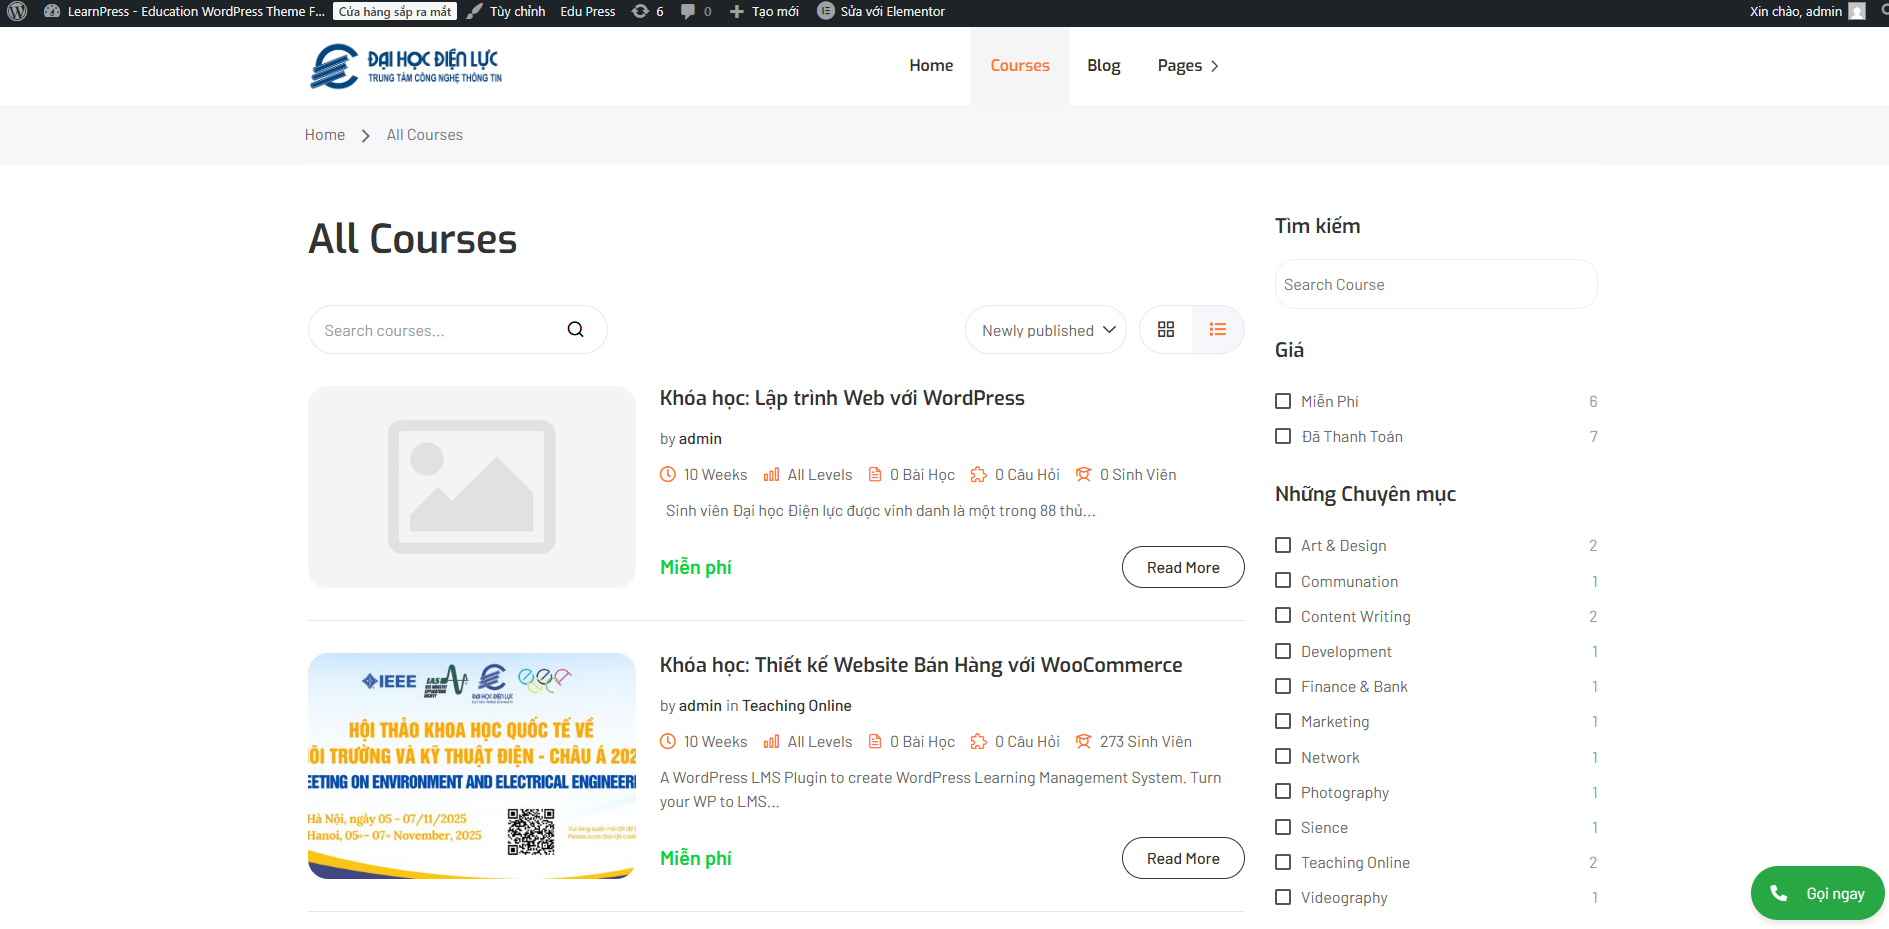 LearnPress - Education WordPress Theme F... Cửa hàng sắp ra mắt Tùy chỉnh Edu Press 6 0 Tạo mới Sửa với Elementor Xin chào, admin
ĐẠI HỌC ĐIỆN LỰC
TRUNG TÂM CÔNG NGHỆ THÔNG TIN
Home Courses Blog Pages
Home All Courses
All Courses
Search courses...
Newly published
Khóa học: Lập trình Web với WordPress
by admin
10 Weeks All Levels 0 Bài Học 0 Câu Hỏi 0 Sinh Viên
Sinh viên Đại học Điện lực được vinh danh là một trong 88 thủ...
Miễn phí
Read More
IEEE
ĐẠI HỌC ĐIỆN LỰC
HỘI THẢO KHOA HỌC QUỐC TẾ VỀ
ÔI TRƯỜNG VÀ KỸ THUẬT ĐIỆN - CHÂU Á 202
EETING ON ENVIRONMENT AND ELECTRICAL ENGINEERI
Hà Nội, ngày 05 - 07/11/2025
Hanoi, 05th - 07th November, 2025
Khóa học: Thiết kế Website Bán Hàng với WooCommerce
by admin in Teaching Online
10 Weeks All Levels 0 Bài Học 0 Câu Hỏi 273 Sinh Viên
A WordPress LMS Plugin to create WordPress Learning Management System. Turn
your WP to LMS...
Miễn phí
Read More
Tìm kiếm
Search Course
Giá
Miễn Phí 6
Đã Thanh Toán 7
Những Chuyên mục
Art & Design 2
Communation 1
Content Writing 2
Development 1
Finance & Bank 1
Marketing 1
Network 1
Photography 1
Sience 1
Teaching Online 2
Videography 1
Gọi ngay